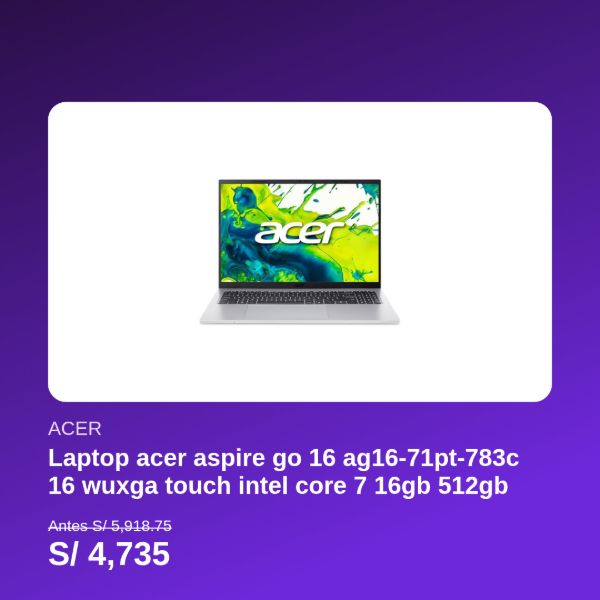 acer
ACER
Laptop acer aspire go 16 ag16-71pt-783c
16 wuxga touch intel core 7 16gb 512gb
Antes S/ 5,918.75
S/ 4,735